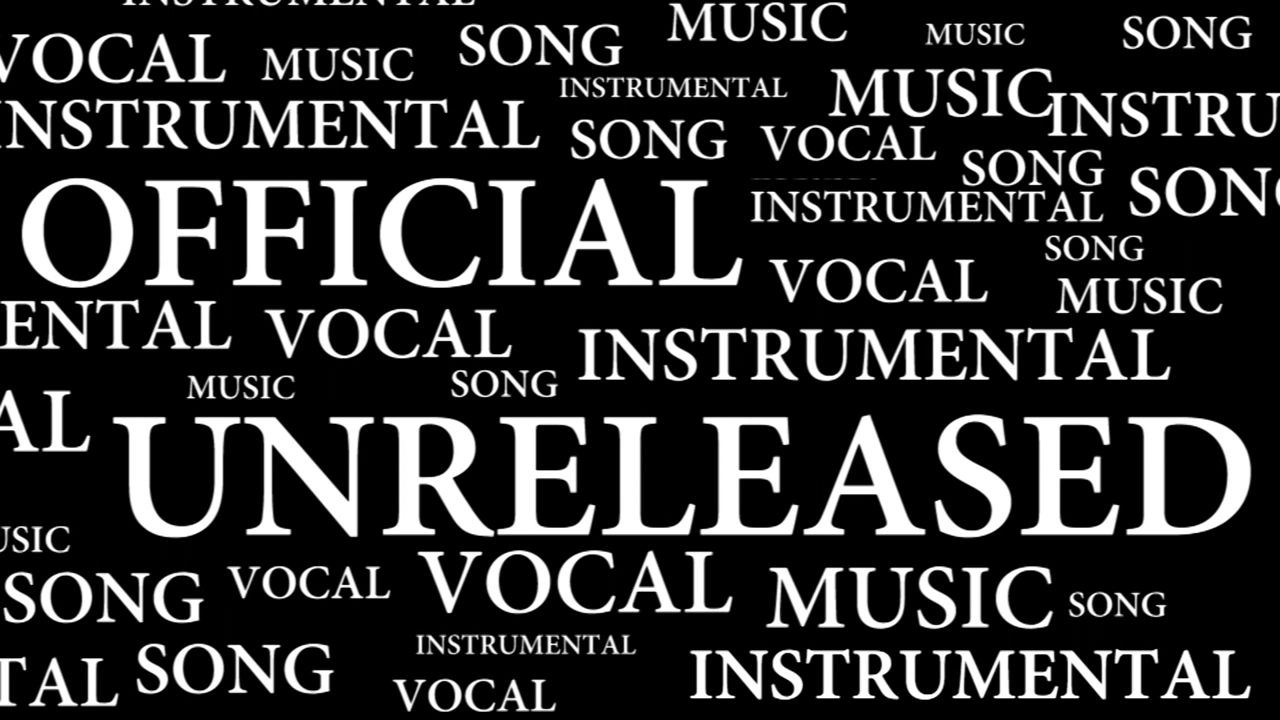 INSTRUMENTAL
MUSIC
MUSIC
SONG
VOCAL MUSIC SONG
INSTRUMENTAL
MUSIC
INSTRUMENTAL
INSTRU
SONG VOCAL
SONG
SONG
OFFICIAL
INSTRUMENTAL
SONG
VOCAL
MUSIC
ENTAL VOCAL
INSTRUMENTAL
MUSIC SONG
AL
UNRELEASED
USIC
SONG VOCAL VOCAL MUSIC SONG
INSTRUMENTAL
TAL SONG
VOCAL
INSTRUMENTAL